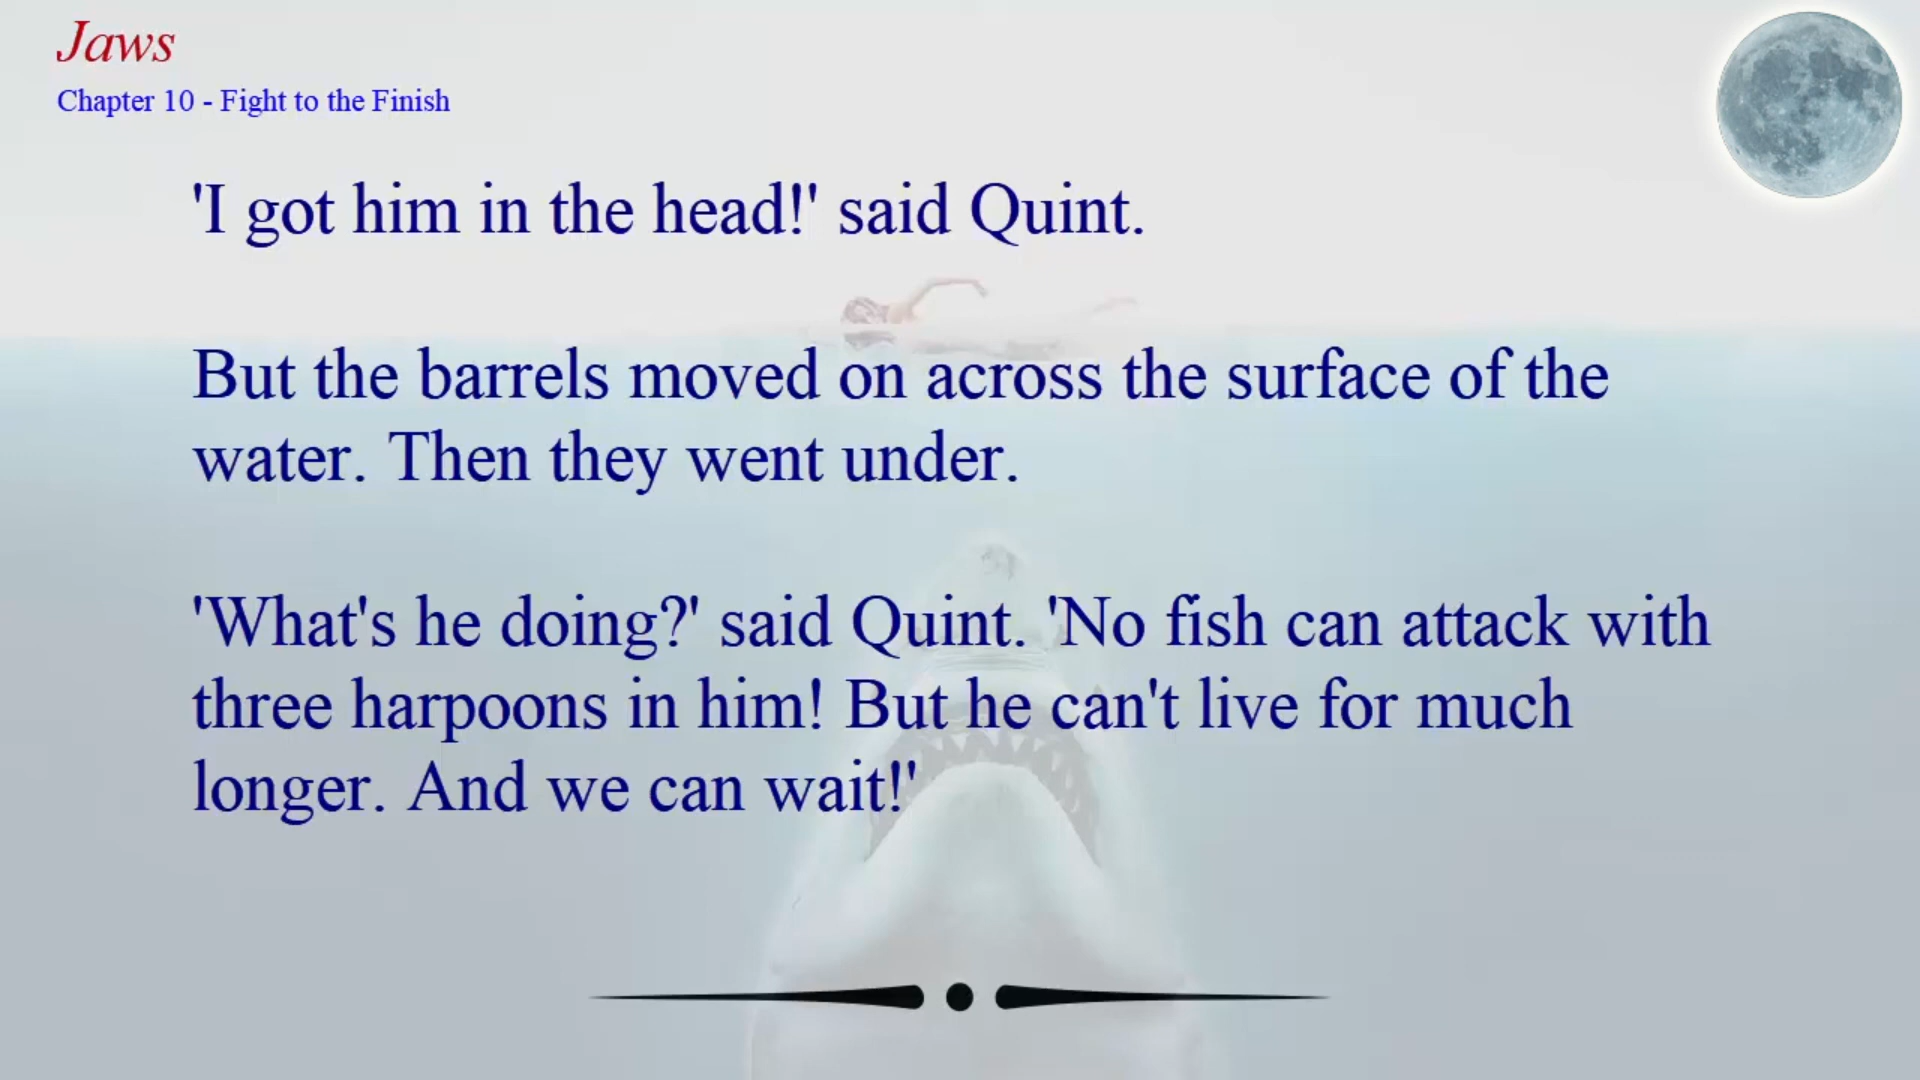 Jaws
Chapter 10 - Fight to the Finish
'I got him in the head!' said Quint.
But the barrels moved on across the surface of the
water. Then they went under.
'What's he doing?' said Quint. 'No fish can attack with
three harpoons in him! But he can't live for much
longer. And we can wait!'